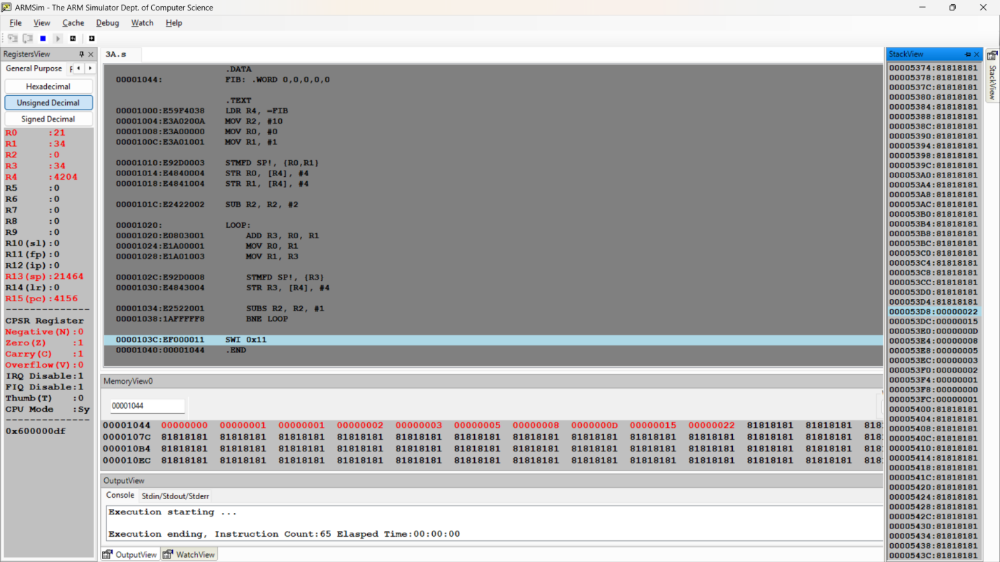 ARMSim - The ARM Simulator Dept. of Computer Science
File View Cache Debug Watch Help
RegistersView
General Purpose
Hexadecimal
Unsigned Decimal
Signed Decimal
R0 :21
R1 :34
R2 :0
R3 :34
R4 :4204
R5 :0
R6 :0
R7 :0
R8 :0
R9 :0
R10(sl):0
R11(fp):0
R12(ip):0
R13(sp):21464
R14(lr):0
R15(pc):4156
--------------
CPSR Register
Negative(N):0
Zero(Z) :1
Carry(C) :1
Overflow(V):0
IRQ Disable:1
FIQ Disable:1
Thumb(T) :0
CPU Mode :Sy
--------------
0x600000df
3A.s
.DATA
00001044: FIB: .WORD 0,0,0,0,0
.TEXT
00001000:E59F4038 LDR R4, =FIB
00001004:E3A0200A MOV R2, #10
00001008:E3A00000 MOV R0, #0
0000100C:E3A01001 MOV R1, #1
00001010:E92D0003 STMFD SP!, {R0,R1}
00001014:E4840004 STR R0, [R4], #4
00001018:E4841004 STR R1, [R4], #4
0000101C:E2422002 SUB R2, R2, #2
00001020: LOOP:
00001020:E0803001 ADD R3, R0, R1
00001024:E1A00001 MOV R0, R1
00001028:E1A01003 MOV R1, R3
0000102C:E92D0008 STMFD SP!, {R3}
00001030:E4843004 STR R3, [R4], #4
00001034:E2522001 SUBS R2, R2, #1
00001038:1AFFFFF8 BNE LOOP
0000103C:EF000011 SWI 0x11
00001040:00001044 .END
MemoryView0
00001044
00001044 00000000 00000001 00000001 00000002 00000003 00000005 00000008 0000000D 00000015 00000022 81818181 81818181 818
0000107C 81818181 81818181 81818181 81818181 81818181 81818181 81818181 81818181 81818181 81818181 81818181 81818181 818
000010B4 81818181 81818181 81818181 81818181 81818181 81818181 81818181 81818181 81818181 81818181 81818181 81818181 818
000010EC 81818181 81818181 81818181 81818181 81818181 81818181 81818181 81818181 81818181 81818181 81818181 81818181 818
OutputView
Console Stdin/Stdout/Stderr
Execution starting ...
Execution ending, Instruction Count:65 Elasped Time:00:00:00
OutputView WatchView
StackView
00005374:81818181
00005378:81818181
0000537C:81818181
00005380:81818181
00005384:81818181
00005388:81818181
0000538C:81818181
00005390:81818181
00005394:81818181
00005398:81818181
0000539C:81818181
000053A0:81818181
000053A4:81818181
000053A8:81818181
000053AC:81818181
000053B0:81818181
000053B4:81818181
000053B8:81818181
000053BC:81818181
000053C0:81818181
000053C4:81818181
000053C8:81818181
000053CC:81818181
000053D0:81818181
000053D4:81818181
000053D8:00000022
000053DC:00000015
000053E0:0000000D
000053E4:00000008
000053E8:00000005
000053EC:00000003
000053F0:00000002
000053F4:00000001
000053F8:00000000
000053FC:00000001
00005400:81818181
00005404:81818181
00005408:81818181
0000540C:81818181
00005410:81818181
00005414:81818181
00005418:81818181
0000541C:81818181
00005420:81818181
00005424:81818181
00005428:81818181
0000542C:81818181
00005430:81818181
00005434:81818181
00005438:81818181
0000543C:81818181
StackView